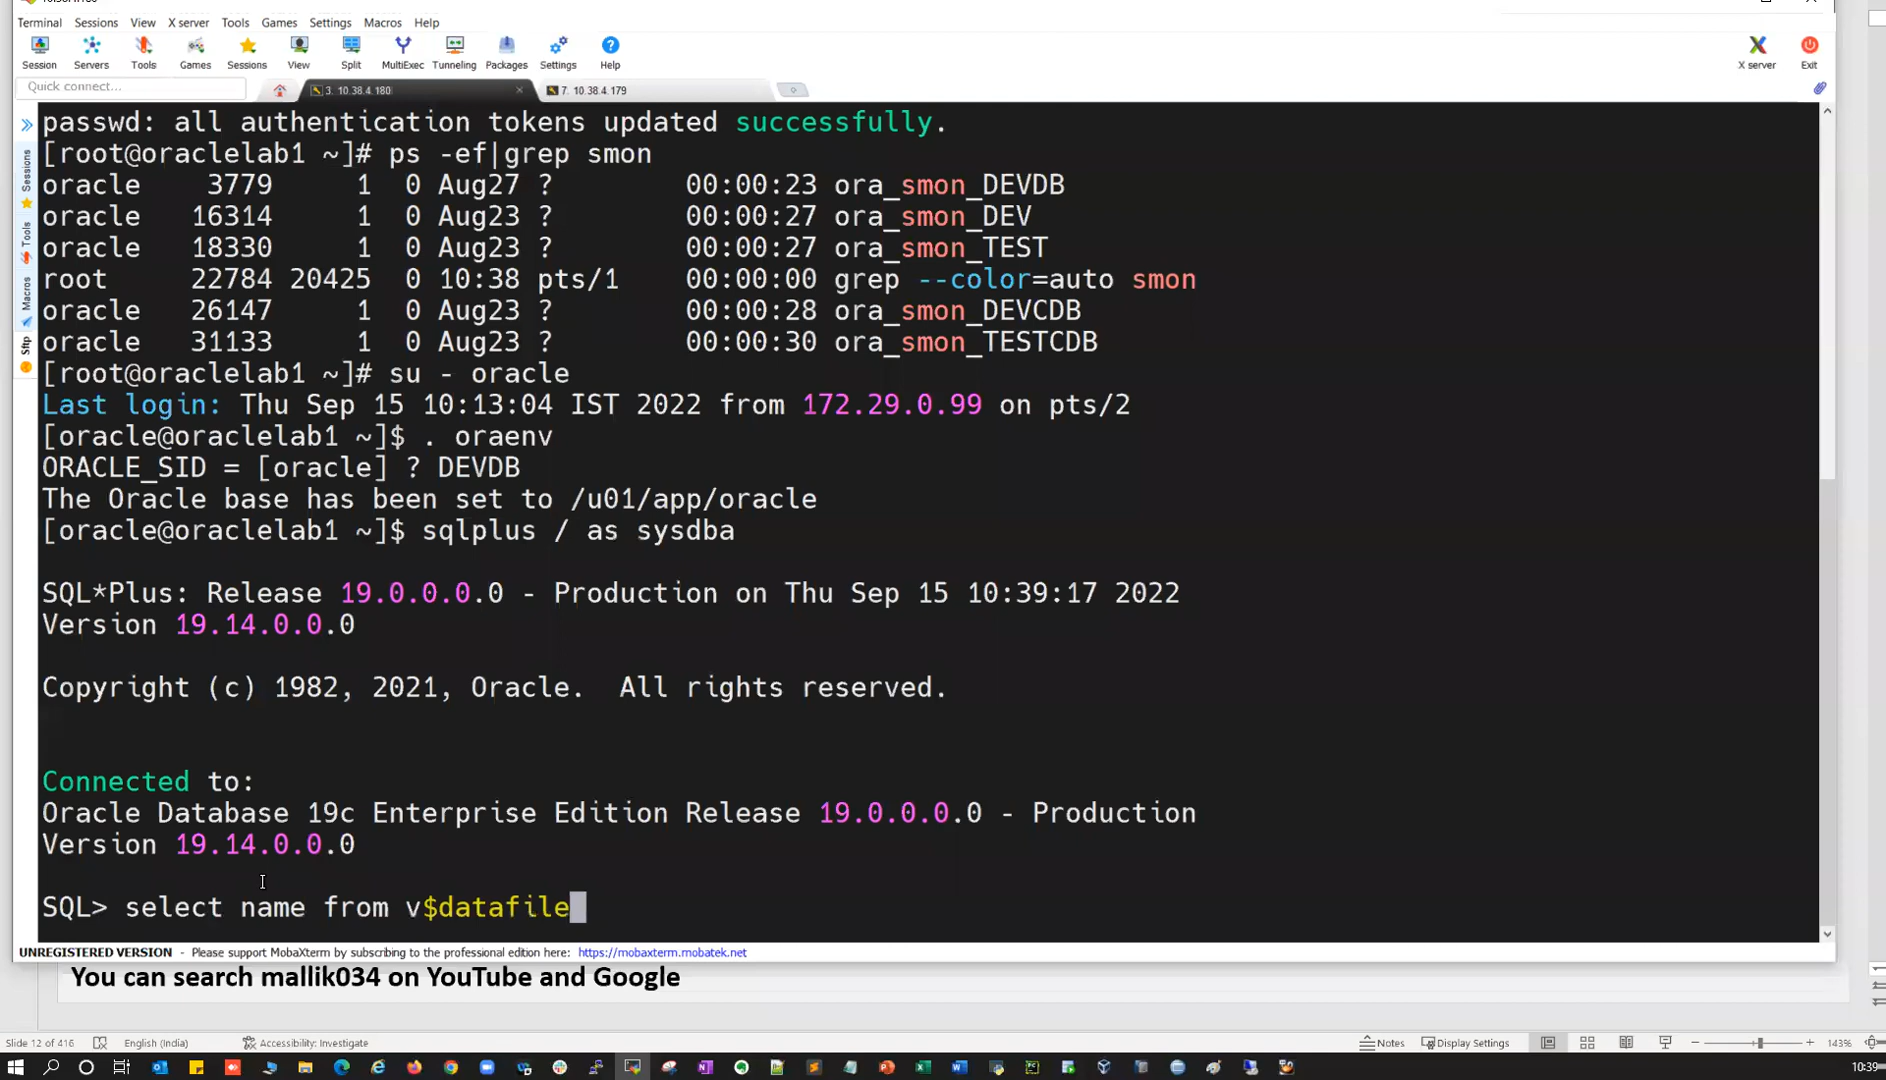 Terminal Sessions View X server Tools Games Settings Macros Help
Session Servers Tools Games Sessions View Split MultiExec Tunneling Packages Settings Help X server Exit
Quick connect... 3. 10.38.4.180 7. 10.38.4.179
Sessions
Tools
Macros
Sftp
passwd: all authentication tokens updated successfully.
[root@oraclelab1 ~]# ps -ef|grep smon
oracle 3779 1 0 Aug27 ? 00:00:23 ora_smon_DEVDB
oracle 16314 1 0 Aug23 ? 00:00:27 ora_smon_DEV
oracle 18330 1 0 Aug23 ? 00:00:27 ora_smon_TEST
root 22784 20425 0 10:38 pts/1 00:00:00 grep --color=auto smon
oracle 26147 1 0 Aug23 ? 00:00:28 ora_smon_DEVCDB
oracle 31133 1 0 Aug23 ? 00:00:30 ora_smon_TESTCDB
[root@oraclelab1 ~]# su - oracle
Last login: Thu Sep 15 10:13:04 IST 2022 from 172.29.0.99 on pts/2
[oracle@oraclelab1 ~]$ . oraenv
ORACLE_SID = [oracle] ? DEVDB
The Oracle base has been set to /u01/app/oracle
[oracle@oraclelab1 ~]$ sqlplus / as sysdba
SQL*Plus: Release 19.0.0.0.0 - Production on Thu Sep 15 10:39:17 2022
Version 19.14.0.0.0
Copyright (c) 1982, 2021, Oracle.  All rights reserved.
Connected to:
Oracle Database 19c Enterprise Edition Release 19.0.0.0.0 - Production
Version 19.14.0.0.0
SQL> select name from v$datafile
UNREGISTERED VERSION - Please support MobaXterm by subscribing to the professional edition here: https://mobaxterm.mobatek.net
You can search mallik034 on YouTube and Google
Slide 12 of 416 English (India) Accessibility: Investigate Notes Display Settings 143%
10:39